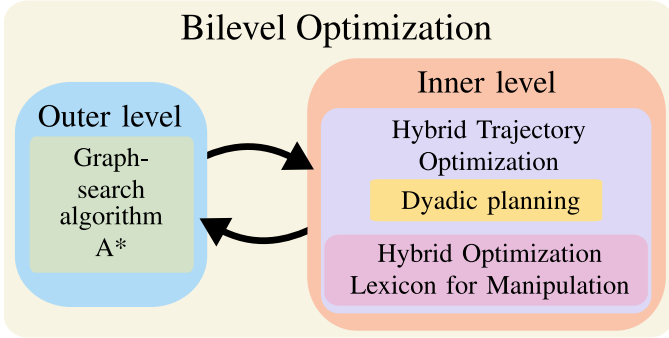 Bilevel Optimization
Outer level
Graph-
search
algorithm
A*
Inner level
Hybrid Trajectory
Optimization
Dyadic planning
Hybrid Optimization
Lexicon for Manipulation